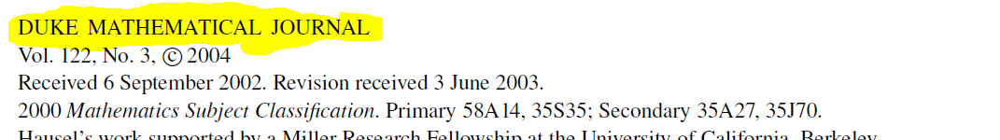 DUKE MATHEMATICAL JOURNAL
Vol. 122, No. 3, © 2004
Received 6 September 2002. Revision received 3 June 2003.
2000 Mathematics Subject Classification. Primary 58A14, 35S35; Secondary 35A27, 35J70.
Hausel's work supported by a Miller Research Fellowship at the University of California, Berkeley